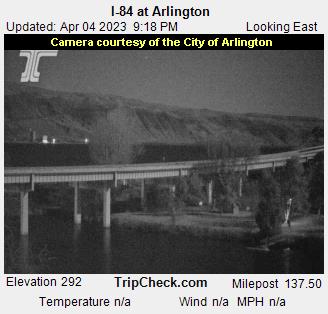 I-84 at Arlington
Updated: Apr 04 2023 9:18 PM Looking East
Camera courtesy of the City of Arlington
Elevation 292 TripCheck.com Milepost 137.50
Temperature n/a Wind n/a MPH n/a